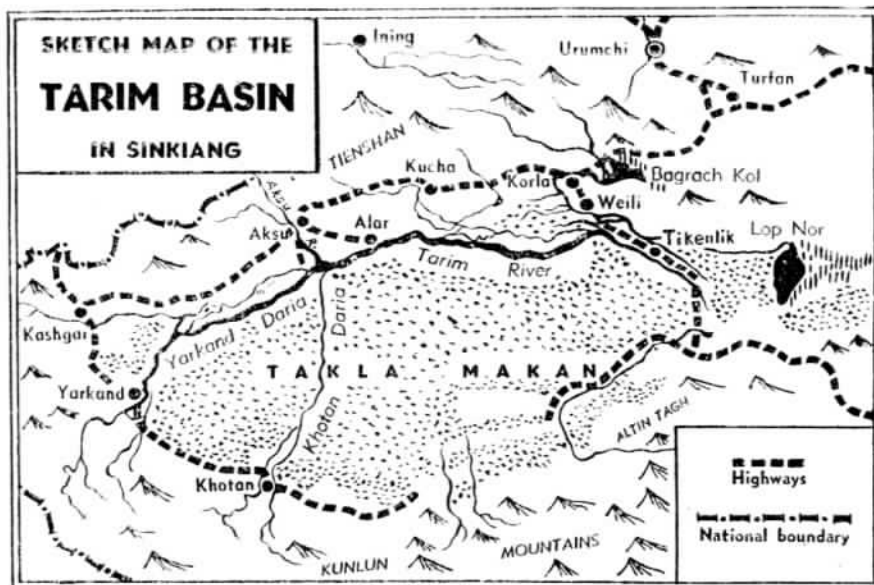 SKETCH MAP OF THE
TARIM BASIN
IN SINKIANG
Ining
Urumchi
Turfan
TIENSHAN
Kucha
Korla
Bagrach Kol
Weili
Aksu
Aksu
Alar
Tikenlik
Lop Nor
Tarim River
Kashgar
Yarkand Daria
Daria
TAKLA MAKAN
Yarkand
Khotan
ALTIN TAGH
Khotan
KUNLUN MOUNTAINS
Highways
National boundary